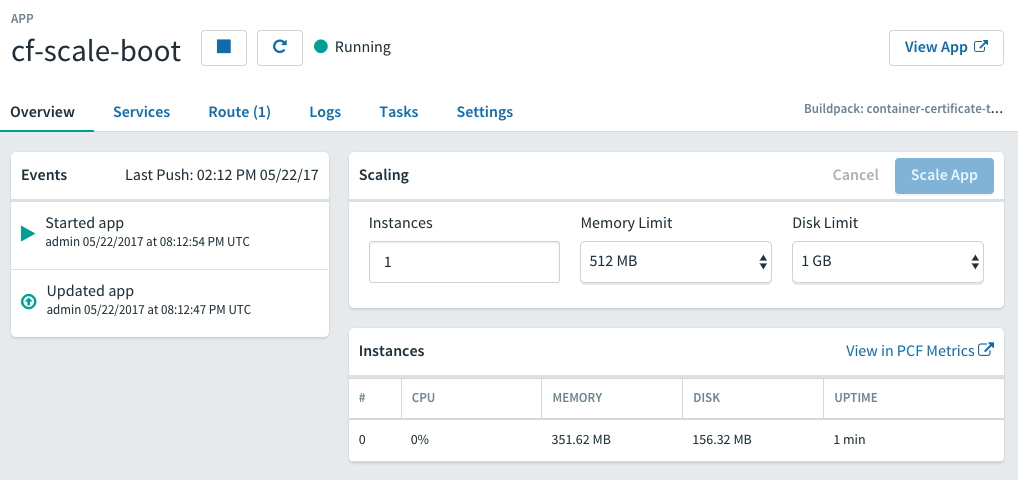 APP
cf-scale-boot
Running
View App
Overview Services Route (1) Logs Tasks Settings
Buildpack: container-certificate-t...
Events Last Push: 02:12 PM 05/22/17
Started app
admin 05/22/2017 at 08:12:54 PM UTC
Updated app
admin 05/22/2017 at 08:12:47 PM UTC
Scaling Cancel Scale App
Instances Memory Limit Disk Limit
1 512 MB 1 GB
Instances View in PCF Metrics
# CPU MEMORY DISK UPTIME
0 0% 351.62 MB 156.32 MB 1 min